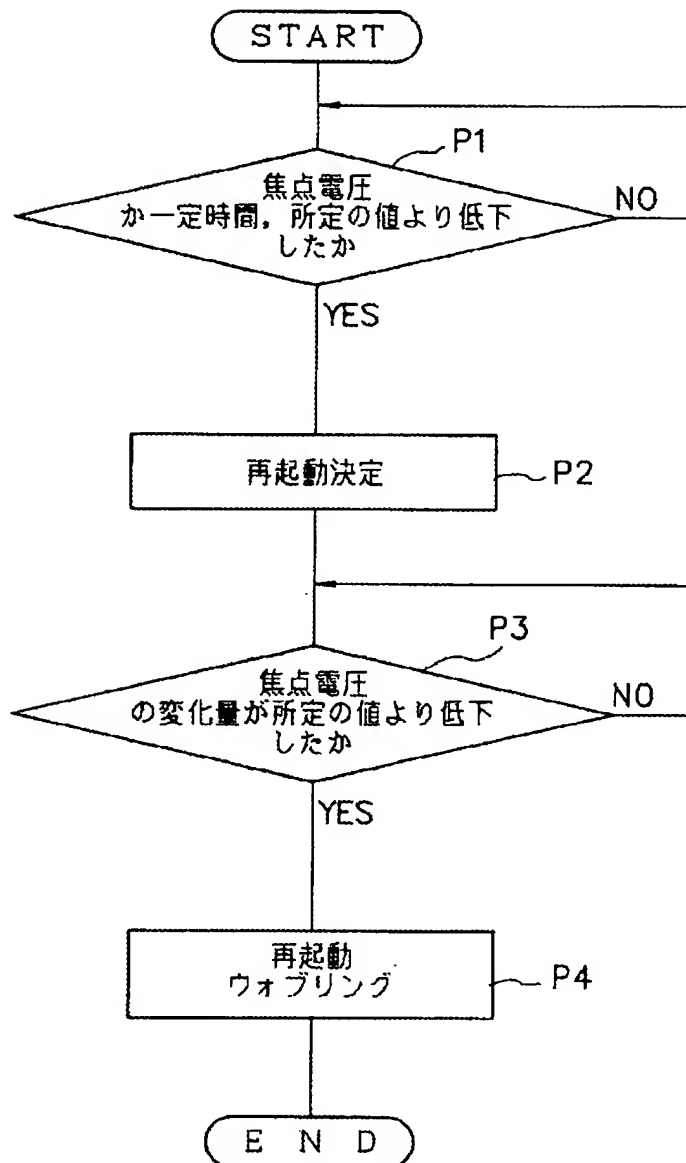 START
P1
焦点電圧
か一定時間，所定の値より低下
したか
NO
YES
再起動決定
P2
P3
焦点電圧
の変化量が所定の値より低下
したか
NO
YES
再起動
ウォブリング
P4
END